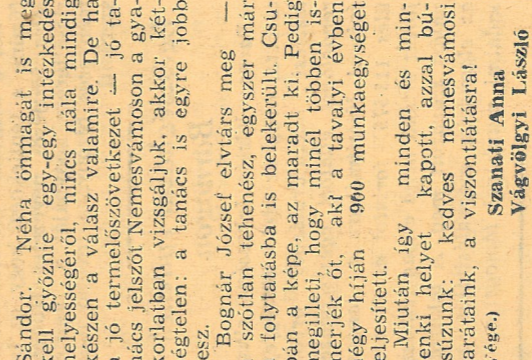 Sándor. Néha önmagát is meg
kell győznie egy-egy intézkedés
helyességéről, nincs nála mindig
készen a válasz valamire. De ha
a jó termelőszövetkezet — jó ta-
nács jelszót Nemesvámoson a gya-
korlatban vizsgáljuk, akkor két-
ségtelen: a tanács is egyre jobb
lesz.
Bognár József elvtárs meg —
szótlan tehenész, egyszer már
folytatásba is belekerült. Csu-
pán a képe, az maradt ki. Pedig
megilleti, hogy minél többen is-
merjék őt, aki a tavalyi évben
négy híján 900 munkaegységet
teljesített.
Miután így minden és min-
denki helyet kapott, azzal bú-
csúzunk: kedves nemesvámosi
barátaink, a viszontlátásra!
Szanati Anna
Vágvölgyi László
(Vége.)